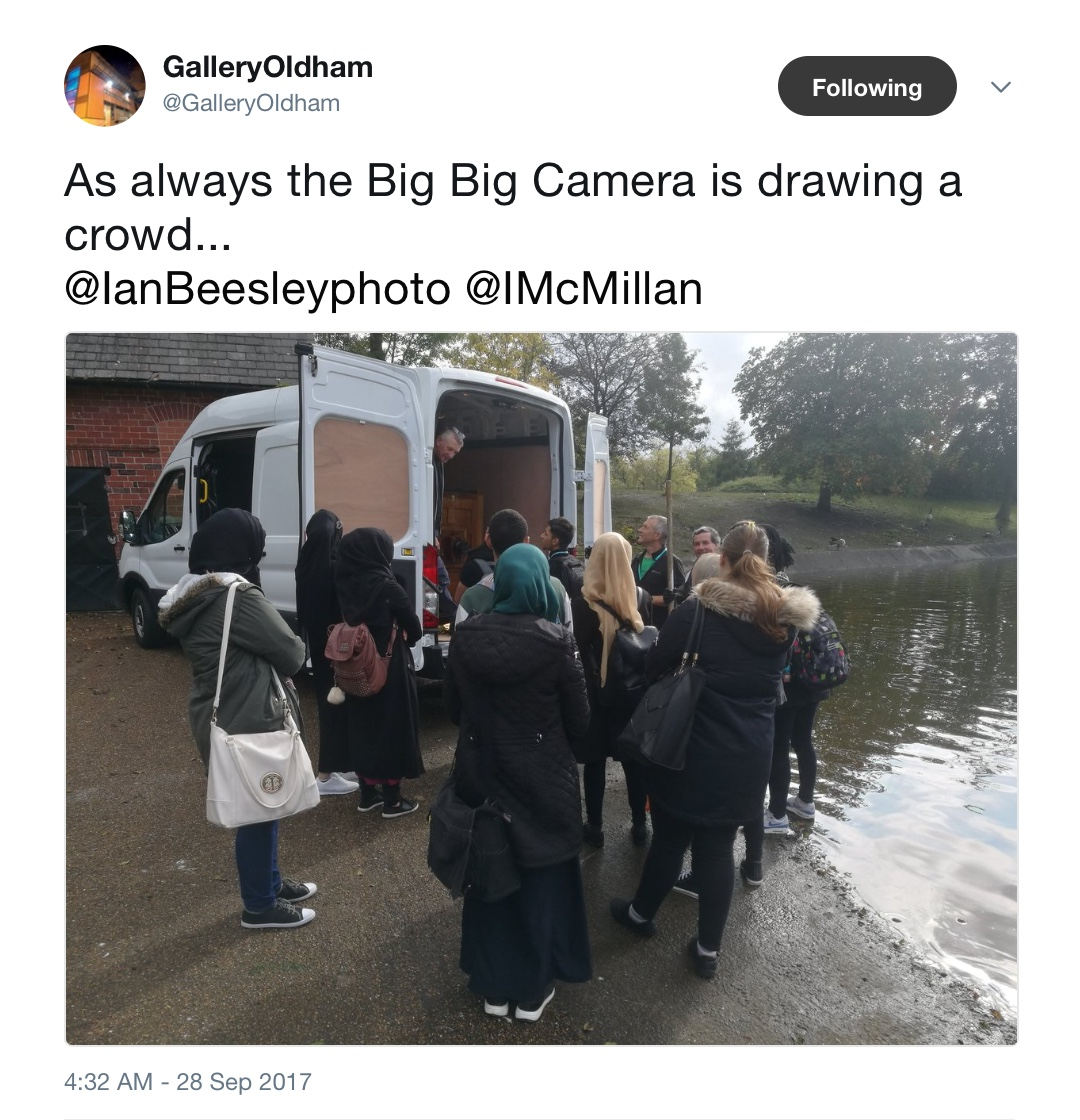 GalleryOldham
@GalleryOldham
Following
As always the Big Big Camera is drawing a
crowd...
@IanBeesleyphoto @IMcMillan
4:32 AM - 28 Sep 2017